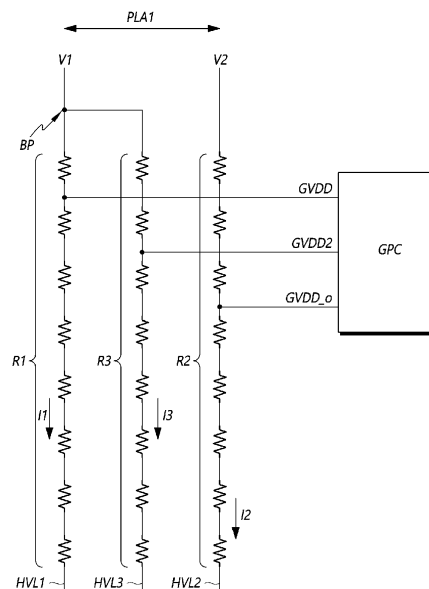 PLA1
V1
V2
BP
GVDD
GVDD2
GPC
GVDD_o
R1
R3
R2
I1
I3
I2
HVL1
HVL3
HVL2